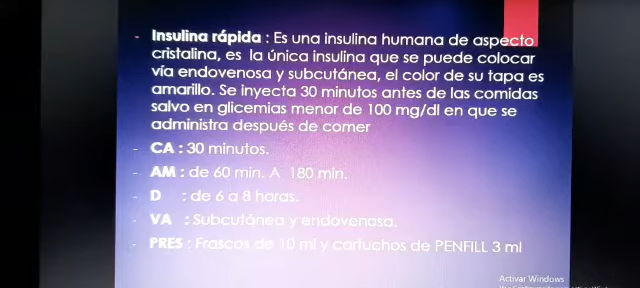 - Insulina rápida : Es una insulina humana de aspecto
cristalina, es la única insulina que se puede colocar
vía endovenosa y subcutánea, el color de su tapa es
amarillo. Se inyecta 30 minutos antes de las comidas
salvo en glicemias menor de 100 mg/dl en que se
administra después de comer
- CA : 30 minutos.
- AM : de 60 min. A 180 min.
- D : de 6 a 8 horas.
- VA : Subcutánea y endovenosa.
- PRES : Frascos de 10 ml y cartuchos de PENFILL 3 ml
Activar Windows